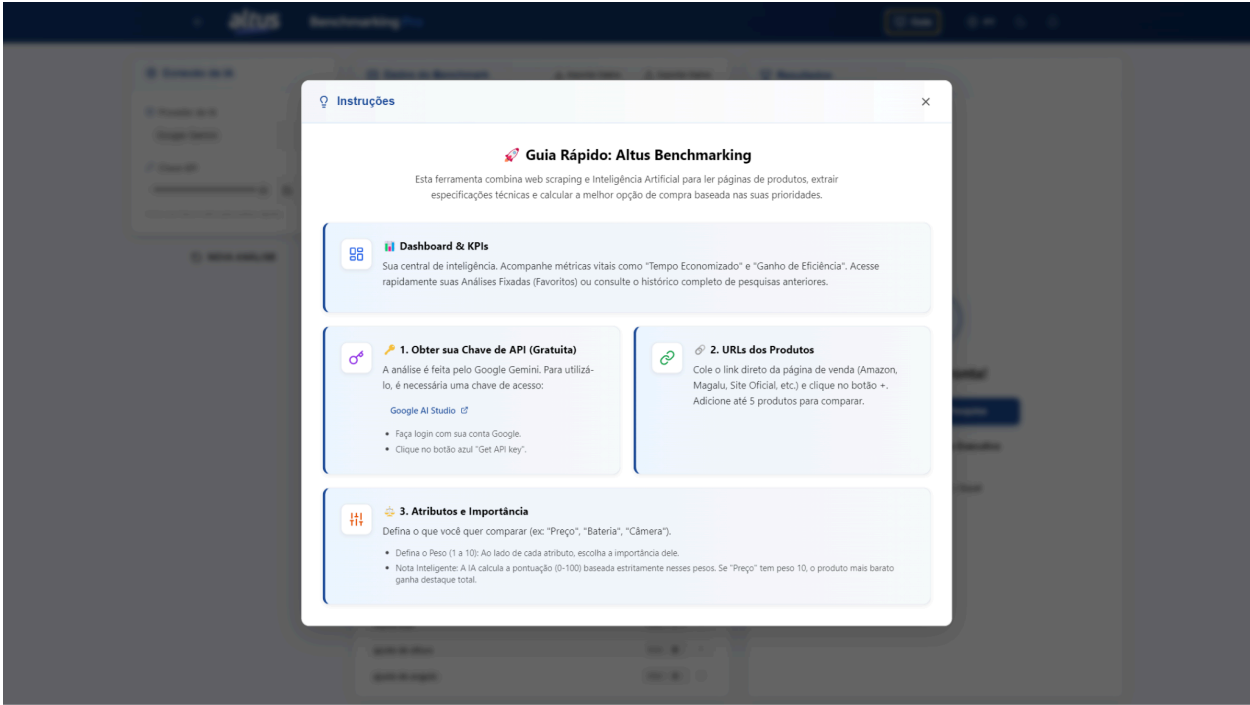 altus Benchmarking Pro
Instruções
🚀 Guia Rápido: Altus Benchmarking
Esta ferramenta combina web scraping e Inteligência Artificial para ler páginas de produtos, extrair
especificações técnicas e calcular a melhor opção de compra baseada nas suas prioridades.
📊 Dashboard & KPIs
Sua central de inteligência. Acompanhe métricas vitais como "Tempo Economizado" e "Ganho de Eficiência". Acesse
rapidamente suas Análises Fixadas (Favoritos) ou consulte o histórico completo de pesquisas anteriores.
🔑 1. Obter sua Chave de API (Gratuita)
A análise é feita pelo Google Gemini. Para utilizá-
lo, é necessária uma chave de acesso:
Google AI Studio
• Faça login com sua conta Google.
• Clique no botão azul "Get API key".
🔗 2. URLs dos Produtos
Cole o link direto da página de venda (Amazon,
Magalu, Site Oficial, etc.) e clique no botão +.
Adicione até 5 produtos para comparar.
⚖️ 3. Atributos e Importância
Defina o que você quer comparar (ex: "Preço", "Bateria", "Câmera").
• Defina o Peso (1 a 10): Ao lado de cada atributo, escolha a importância dele.
• Nota Inteligente: A IA calcula a pontuação (0-100) baseada estritamente nesses pesos. Se "Preço" tem peso 10, o produto mais barato
ganha destaque total.